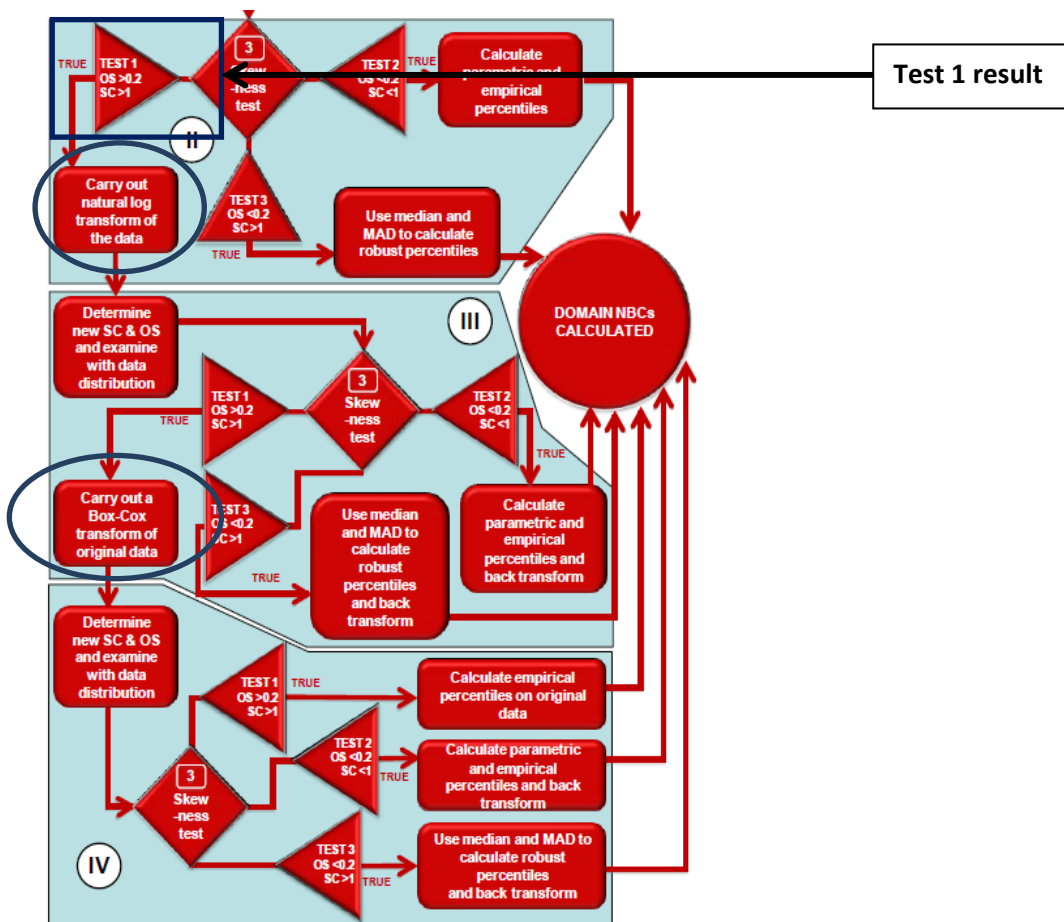 TRUE
TEST 1
OS >0.2
SC >1
3
Skew
-ness
test
TEST 2
OS <0.2
SC <1
TRUE
Calculate
parametric and
empirical
percentiles
Test 1 result
II
Carry out
natural log
transform of
the data
TEST 3
OS <0.2
SC >1
TRUE
Use median and
MAD to calculate
robust percentiles
DOMAIN NBCs
CALCULATED
Determine
new SC & OS
and examine
with data
distribution
III
TEST 1
OS >0.2
SC >1
TRUE
3
Skew
-ness
test
TEST 2
OS <0.2
SC <1
TRUE
Carry out a
Box-Cox
transform of
original data
TEST 3
OS <0.2
SC >1
TRUE
Use median
and MAD to
calculate
robust
percentiles
and back
transform
Calculate
parametric and
empirical
percentiles and
back transform
Determine
new SC & OS
and examine
with data
distribution
TEST 1
OS >0.2
SC >1
TRUE
Calculate empirical
percentiles on original
data
3
Skew
-ness
test
TEST 2
OS <0.2
SC <1
TRUE
Calculate parametric
and empirical
percentiles and back
transform
IV
TEST 3
OS <0.2
SC >1
TRUE
Use median and MAD to
calculate robust
percentiles
and back transform